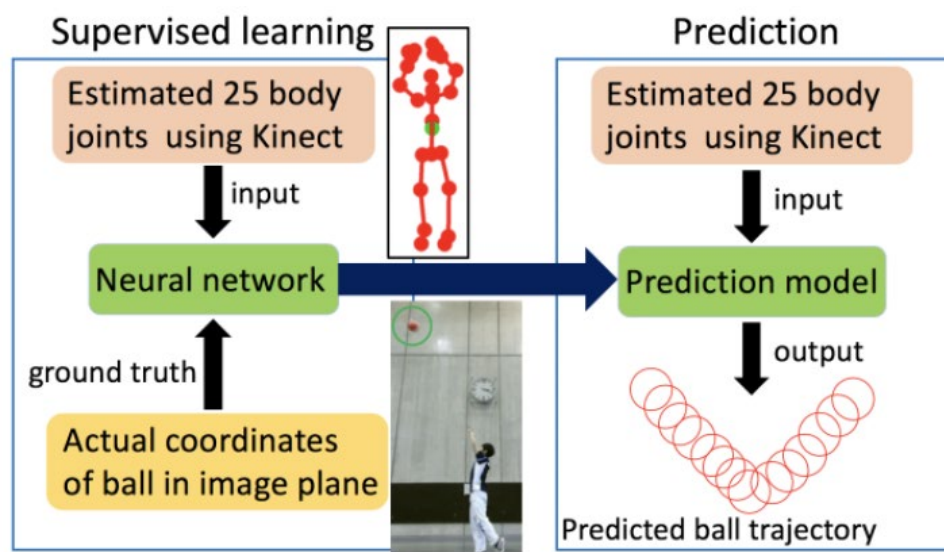 Supervised learning
Estimated 25 body
joints using Kinect
input
Neural network
ground truth
Actual coordinates
of ball in image plane
Prediction
Estimated 25 body
joints using Kinect
input
Prediction model
output
Predicted ball trajectory